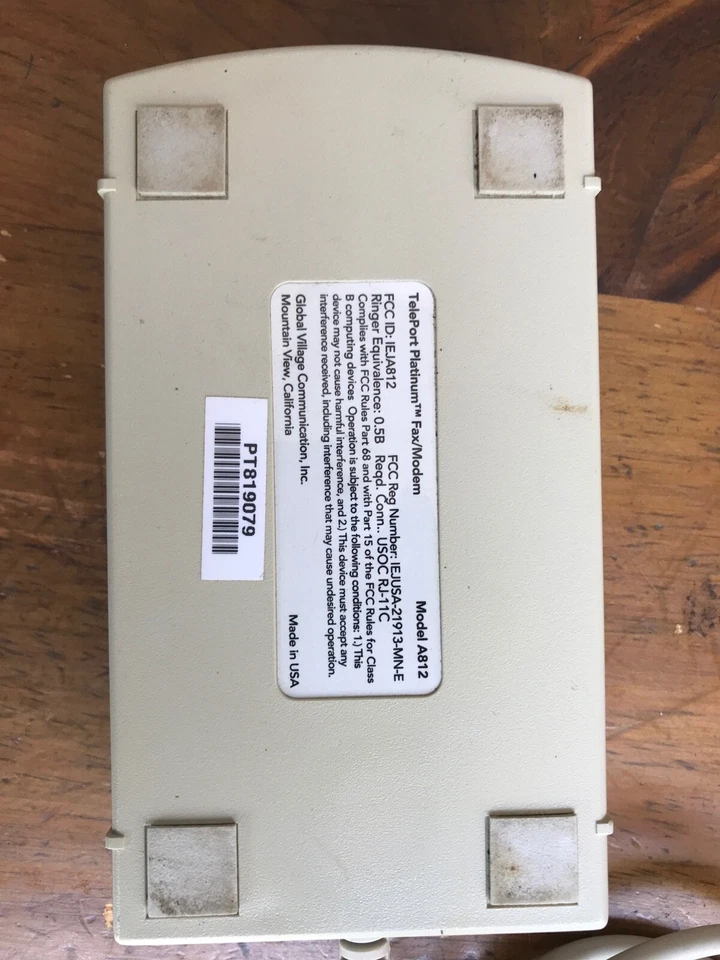 TelePort Platinum™ Fax/Modem Model A812
FCC ID: IEJA812 FCC Reg Number: IEJUSA-21913-MN-E
Ringer Equivalence: 0.5B Reqd. Conn.. USOC RJ-11C
Complies with FCC Rules Part 68 and with Part 15 of the FCC Rules for Class
B computing devices Operation is subject to the following conditions: 1.) This
device may not cause harmful interference, and 2.) This device must accept any
interference received, including interference that may cause undesired operation.
Global Village Communication, Inc.
Mountain View, California Made in USA
PT819079